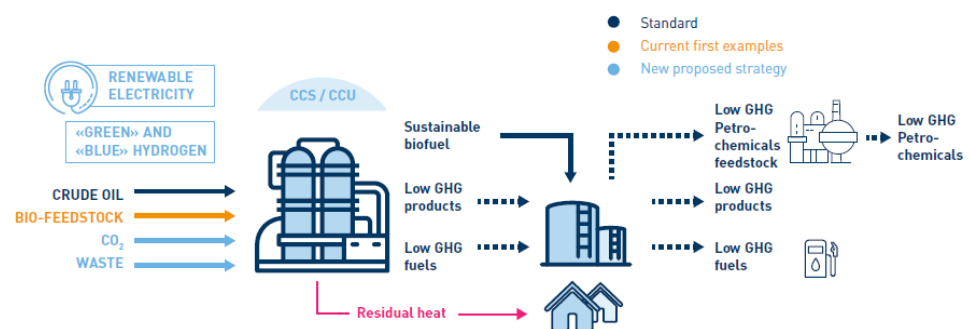 Standard
Current first examples
New proposed strategy
RENEWABLE
ELECTRICITY
«GREEN» AND
«BLUE» HYDROGEN
CRUDE OIL
BIO-FEEDSTOCK
CO₂
WASTE
CCS / CCU
Sustainable
biofuel
Low GHG
products
Low GHG
fuels
Residual heat
Low GHG
Petro-
chemicals
feedstock
Low GHG
products
Low GHG
fuels
Low GHG
Petro-
chemicals